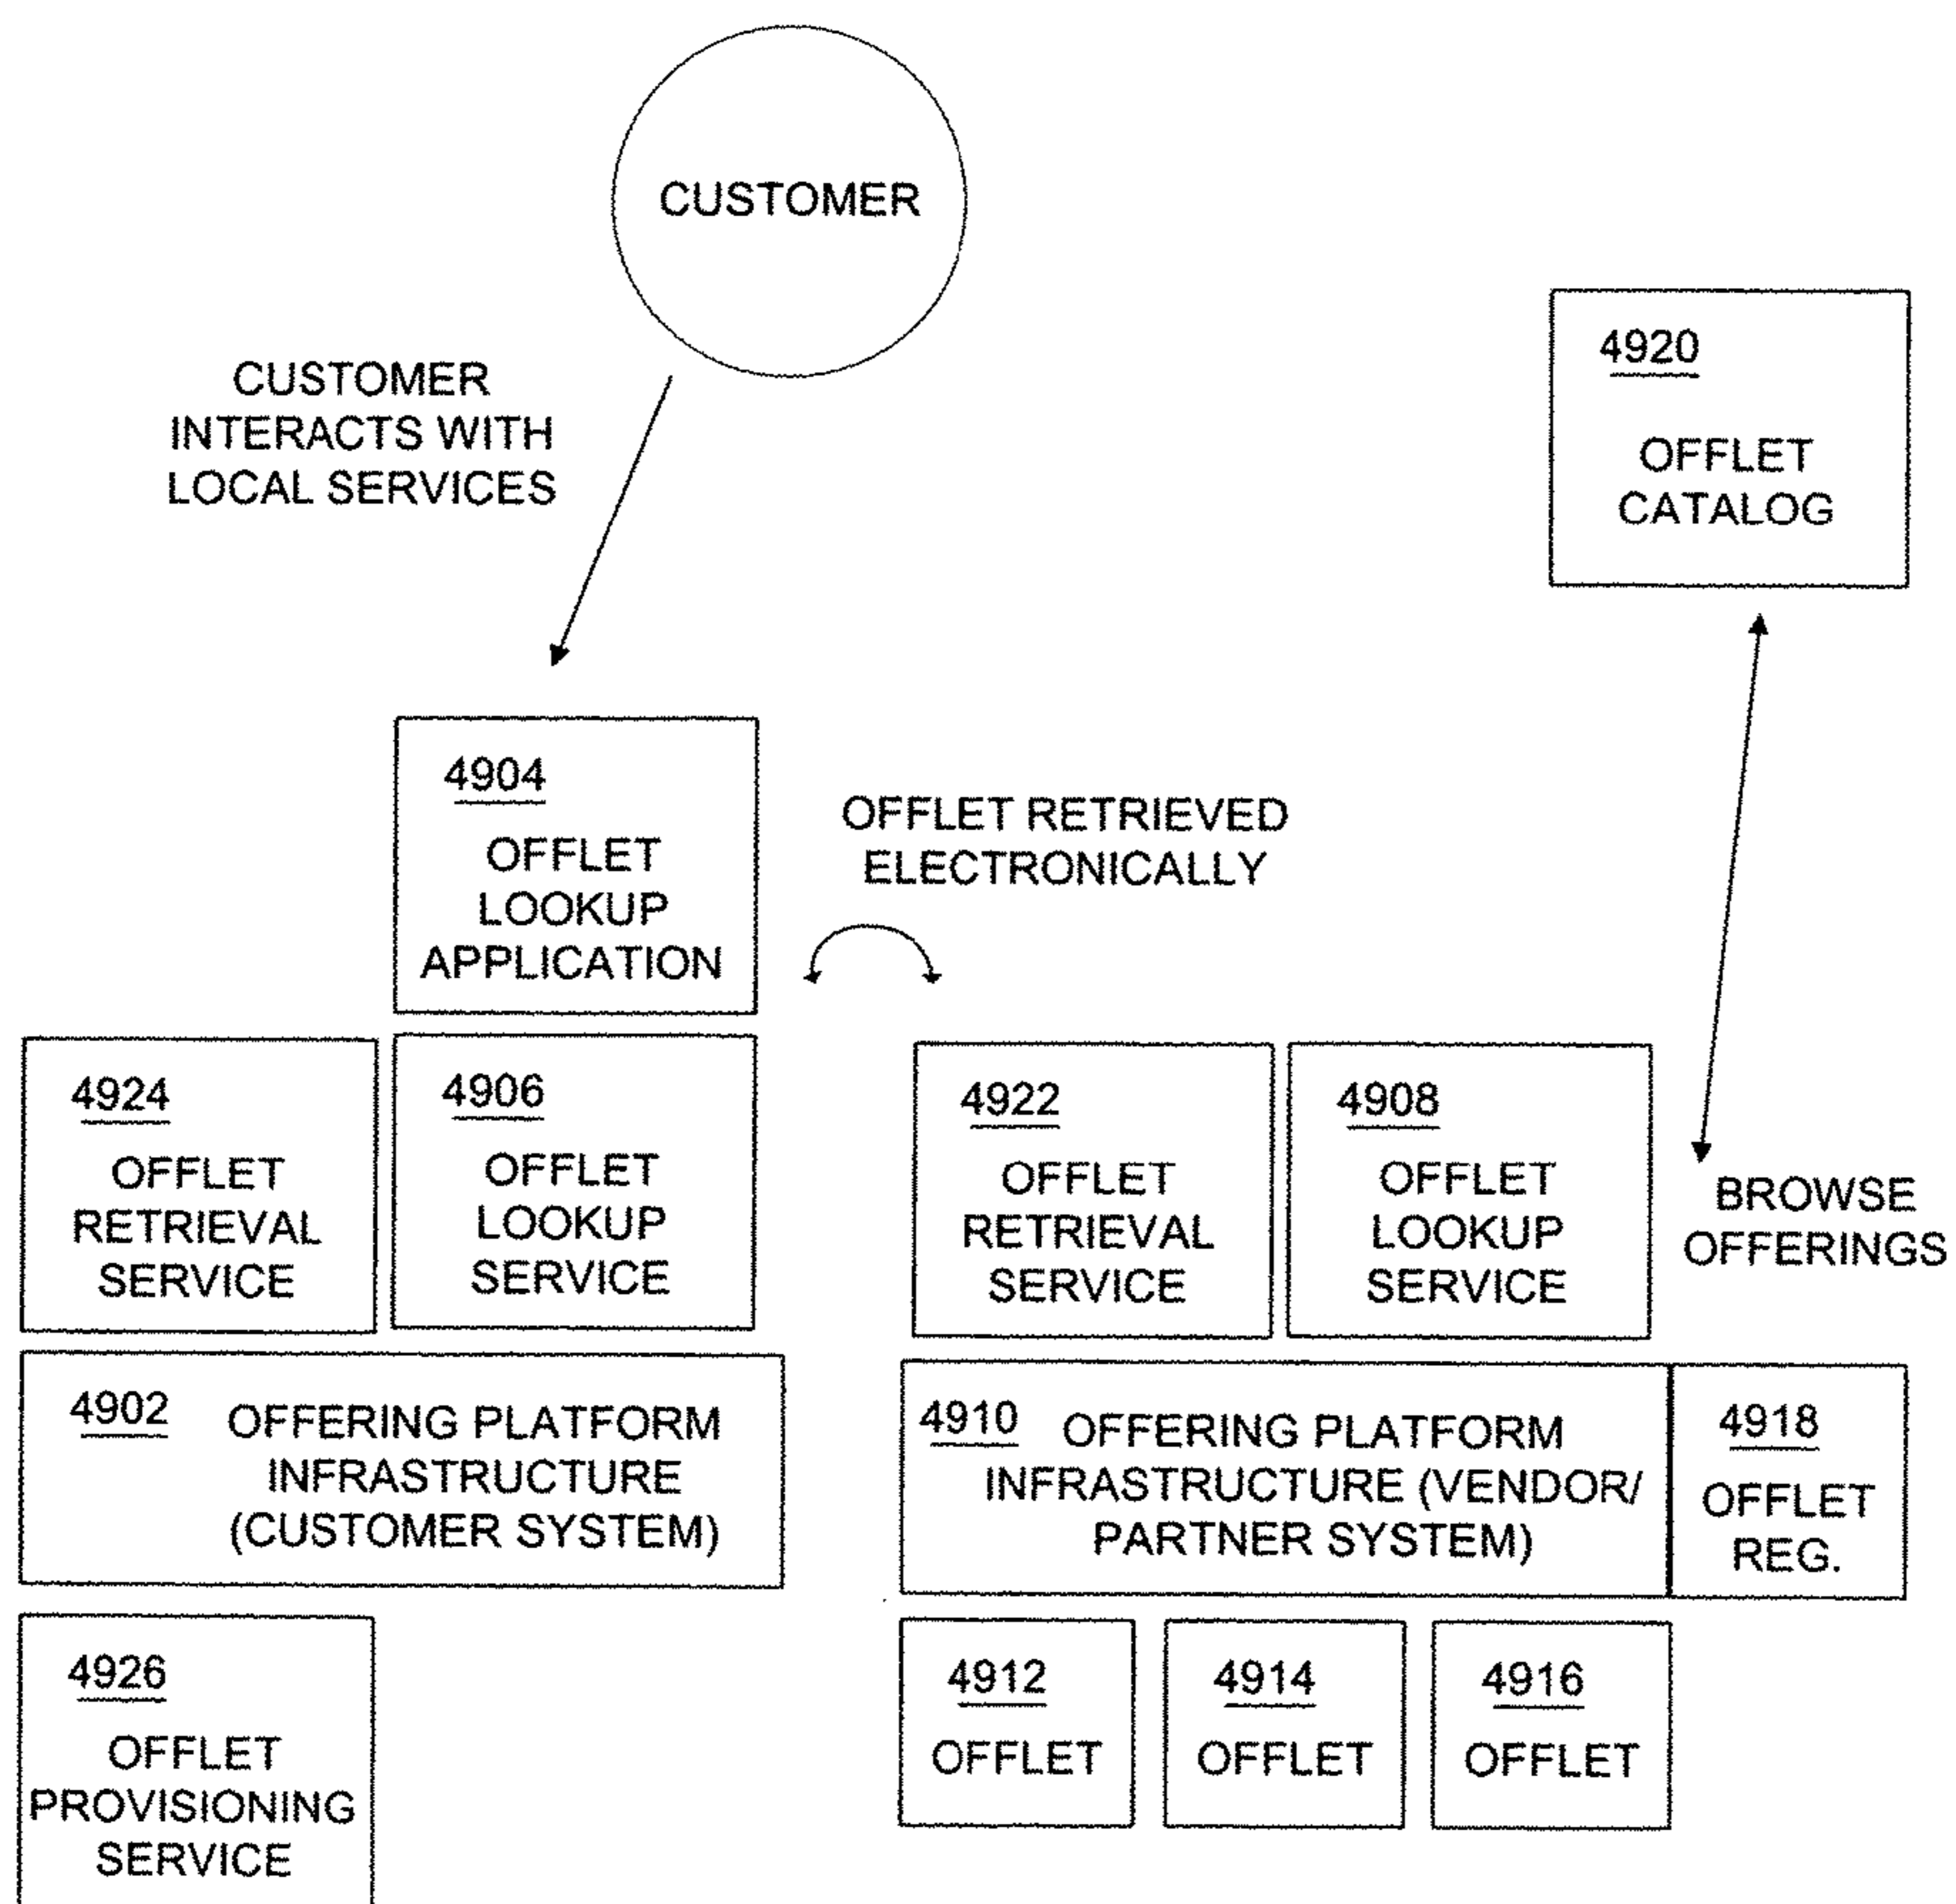 CUSTOMER
CUSTOMER
INTERACTS WITH
LOCAL SERVICES
4920
OFFLET
CATALOG
4904
OFFLET
LOOKUP
APPLICATION
OFFLET RETRIEVED
ELECTRONICALLY
4924
OFFLET
RETRIEVAL
SERVICE
4906
OFFLET
LOOKUP
SERVICE
4922
OFFLET
RETRIEVAL
SERVICE
4908
OFFLET
LOOKUP
SERVICE
BROWSE
OFFERINGS
4902
OFFERING PLATFORM
INFRASTRUCTURE
(CUSTOMER SYSTEM)
4910
OFFERING PLATFORM
INFRASTRUCTURE (VENDOR/
PARTNER SYSTEM)
4918
OFFLET
REG.
4926
OFFLET
PROVISIONING
SERVICE
4912
OFFLET
4914
OFFLET
4916
OFFLET